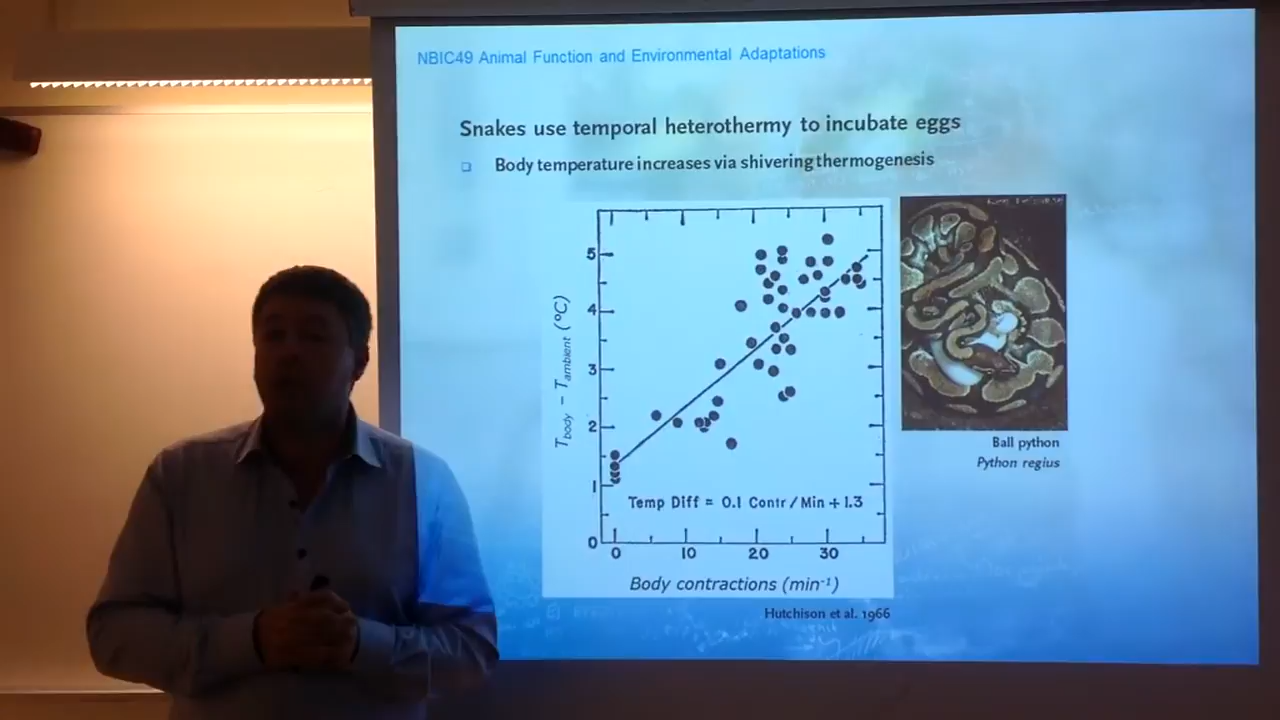 NBIC49 Animal Function and Environmental Adaptations
Snakes use temporal heterothermy to incubate eggs
Body temperature increases via shivering thermogenesis
5
4
3
2
1
0
T body – T ambient (°C)
Temp Diff = 0.1 Contr / Min + 1.3
0 10 20 30
Body contractions (min⁻¹)
Hutchison et al. 1966
Ball python
Python regius